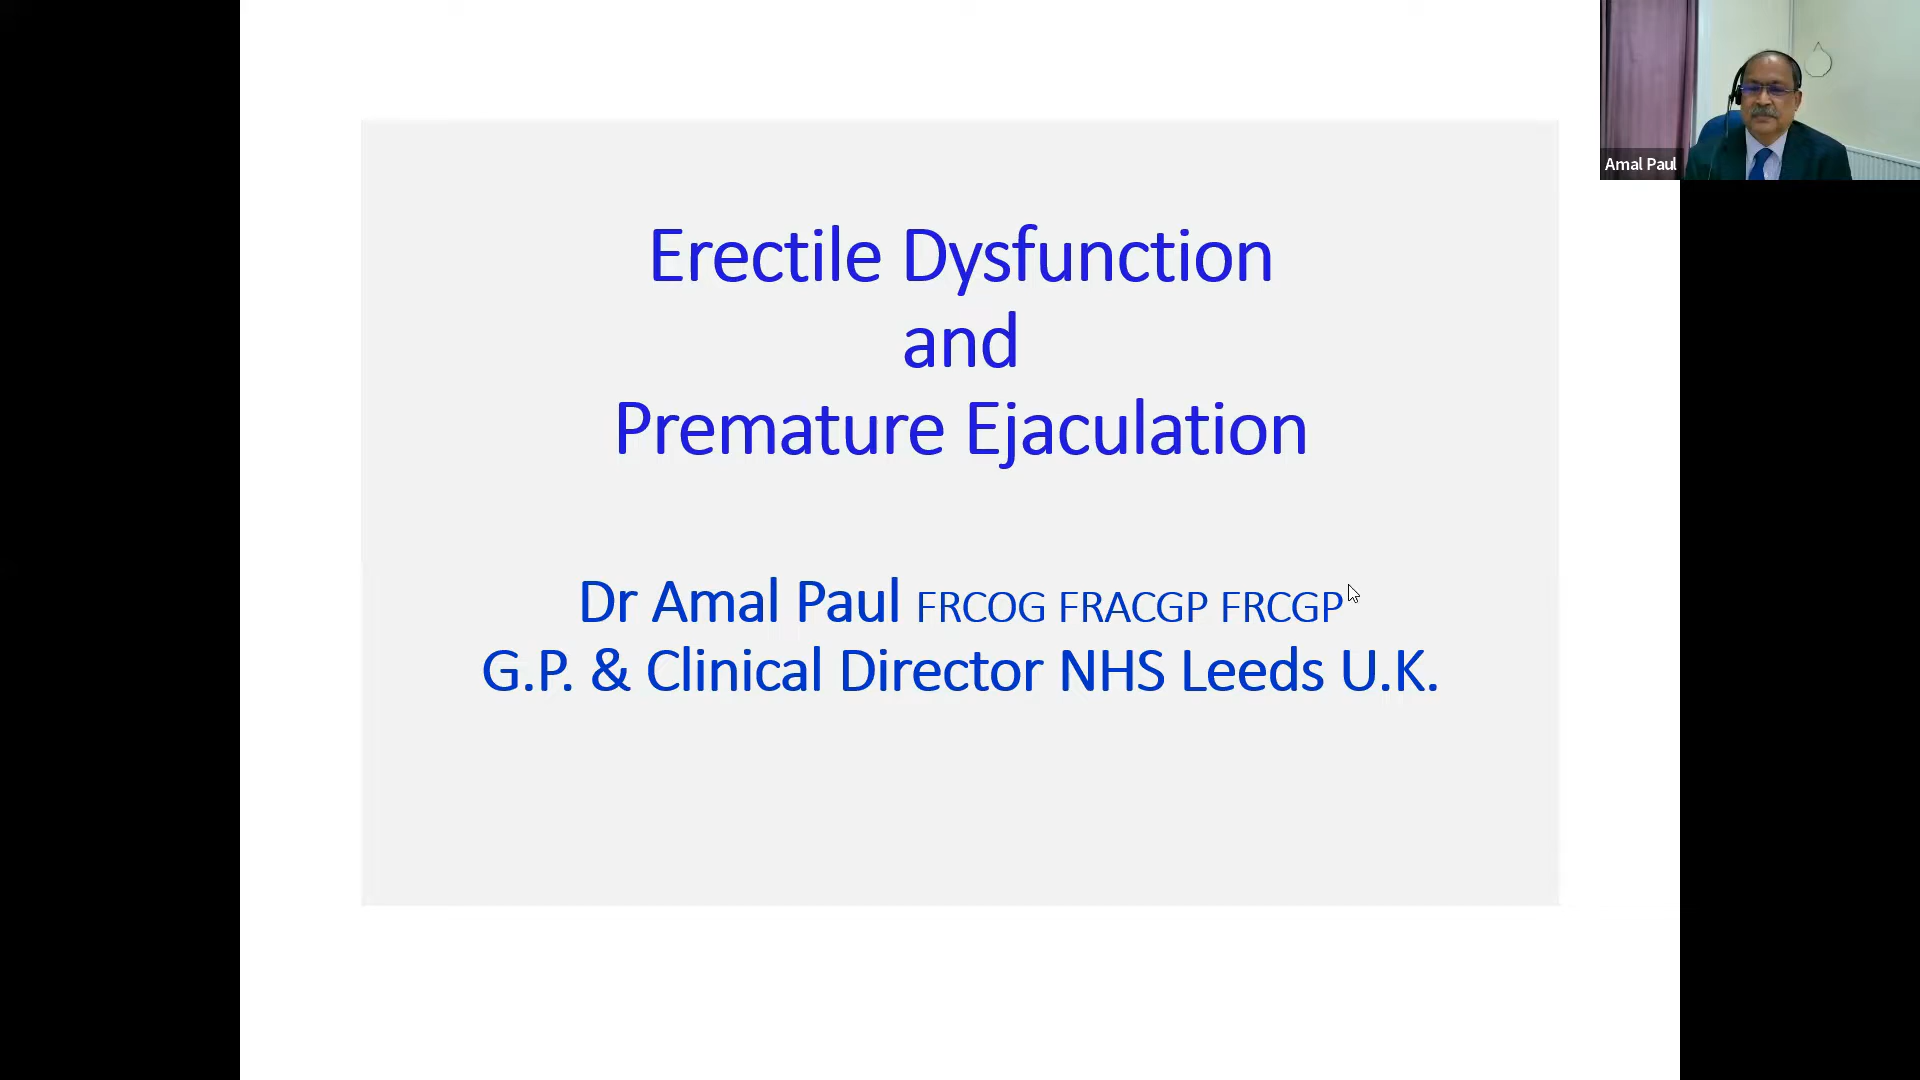 Erectile Dysfunction
and
Premature Ejaculation
Dr Amal Paul FRCOG FRACGP FRCGP
G.P. & Clinical Director NHS Leeds U.K.
Amal Paul